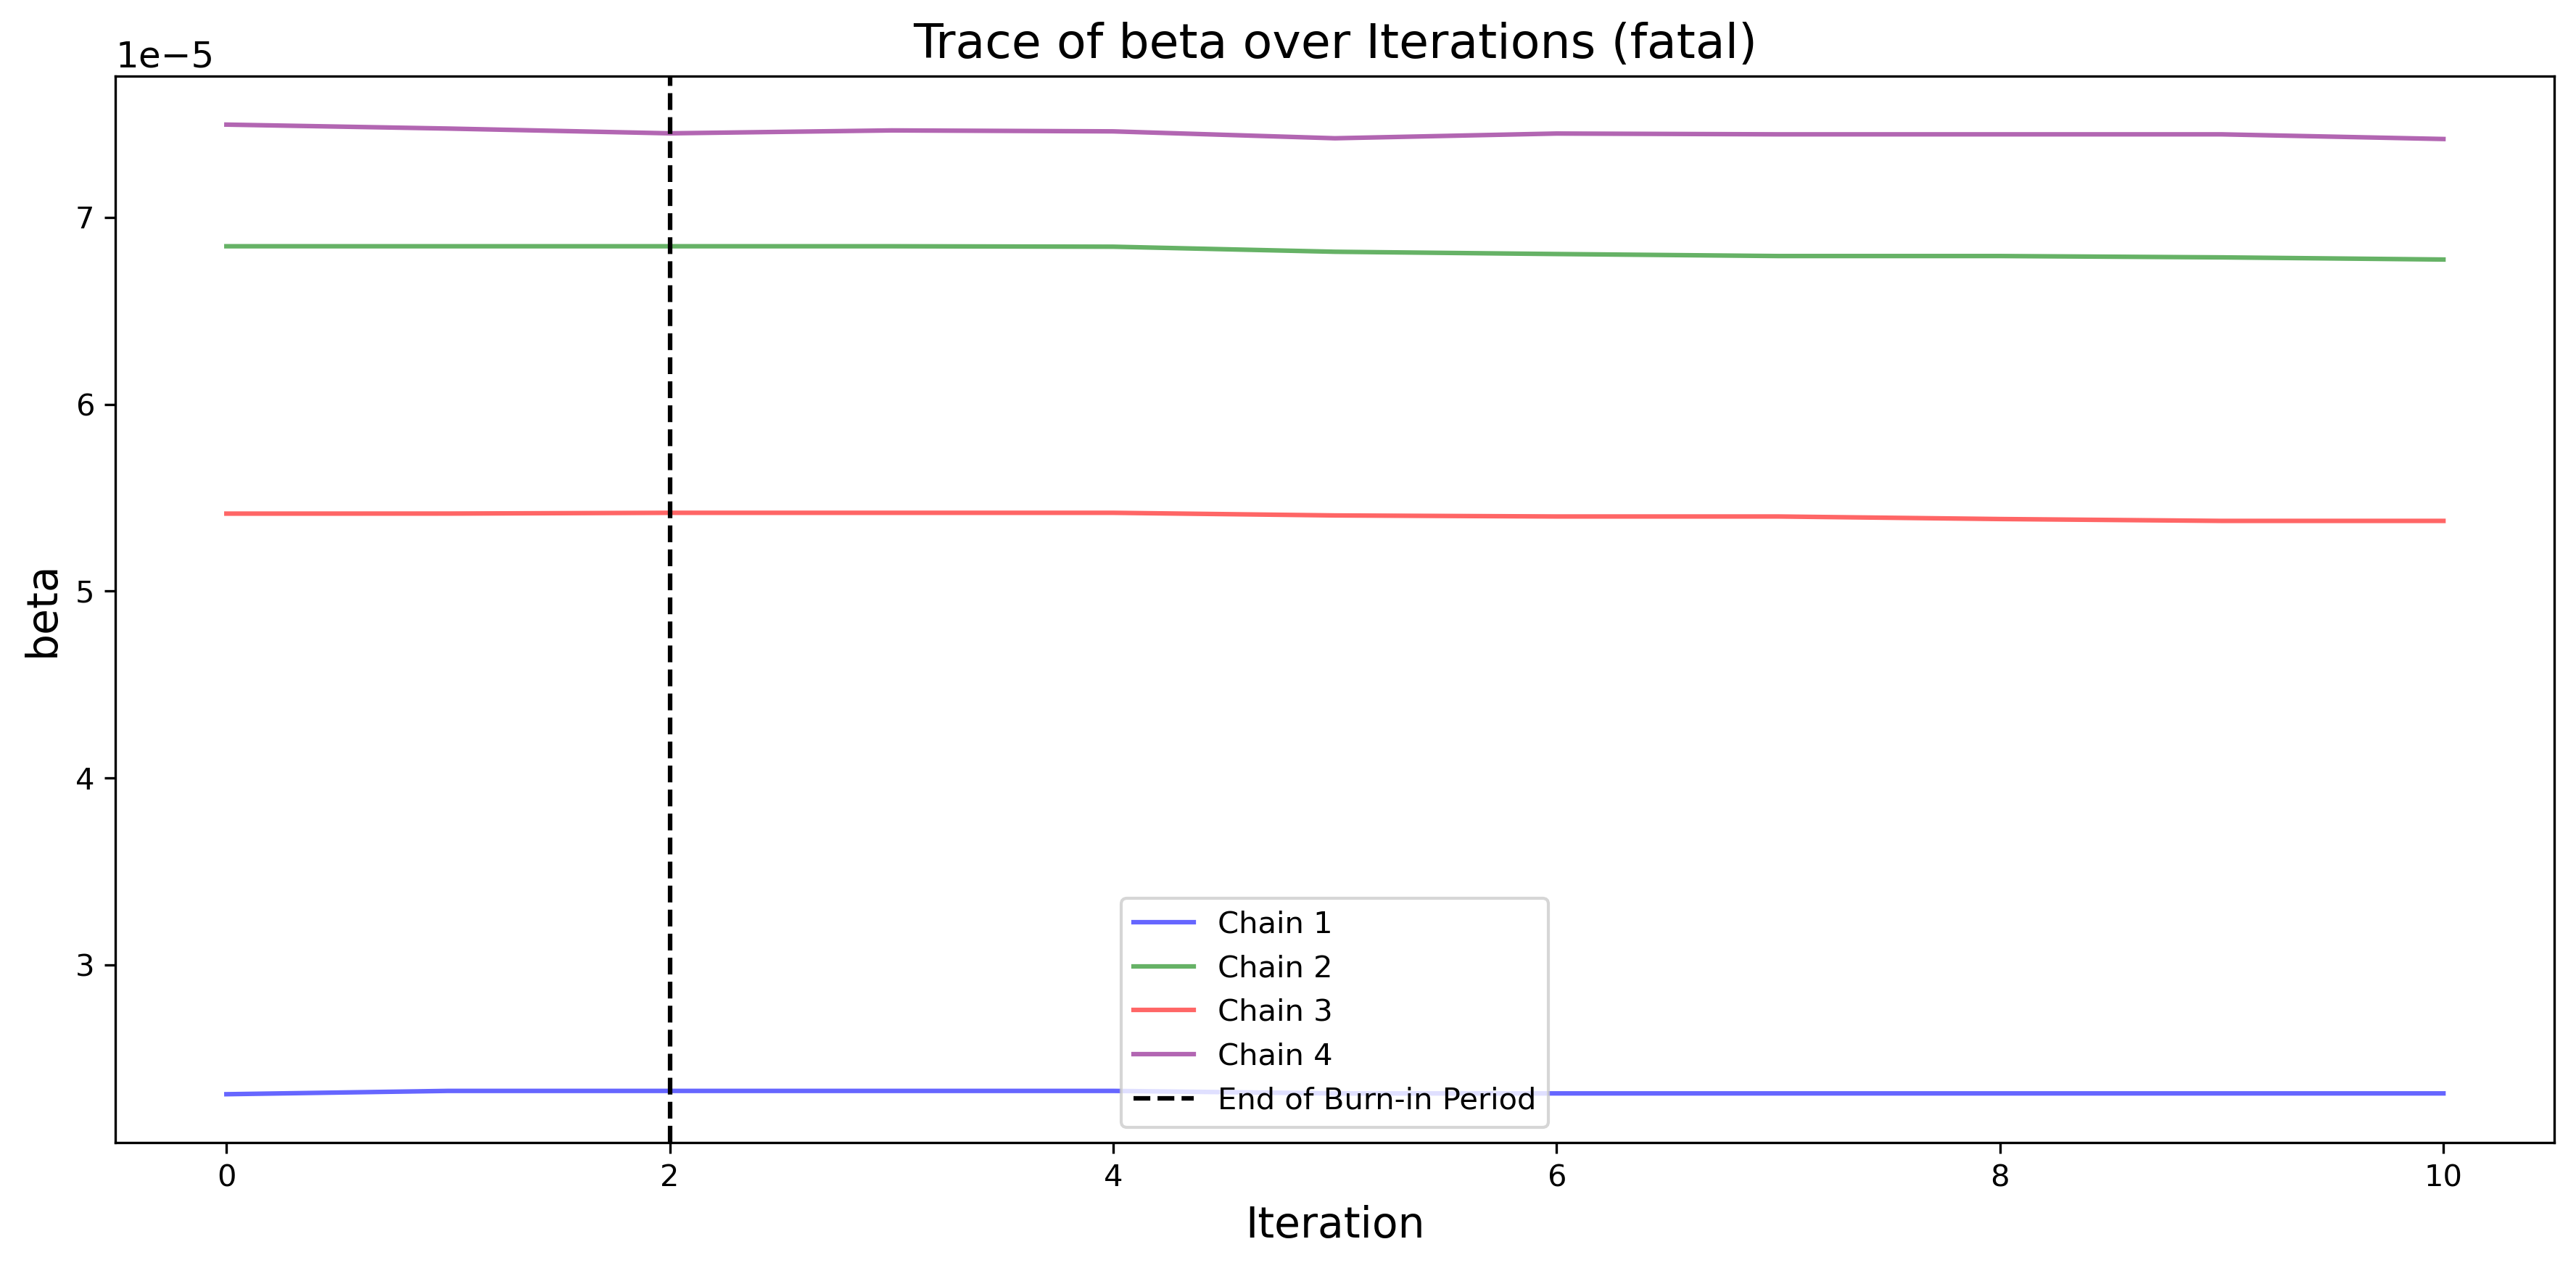 Trace of beta over Iterations (fatal)
1e−5
7
6
5
4
3
beta
Chain 1
Chain 2
Chain 3
Chain 4
End of Burn-in Period
0 2 4 6 8 10
Iteration